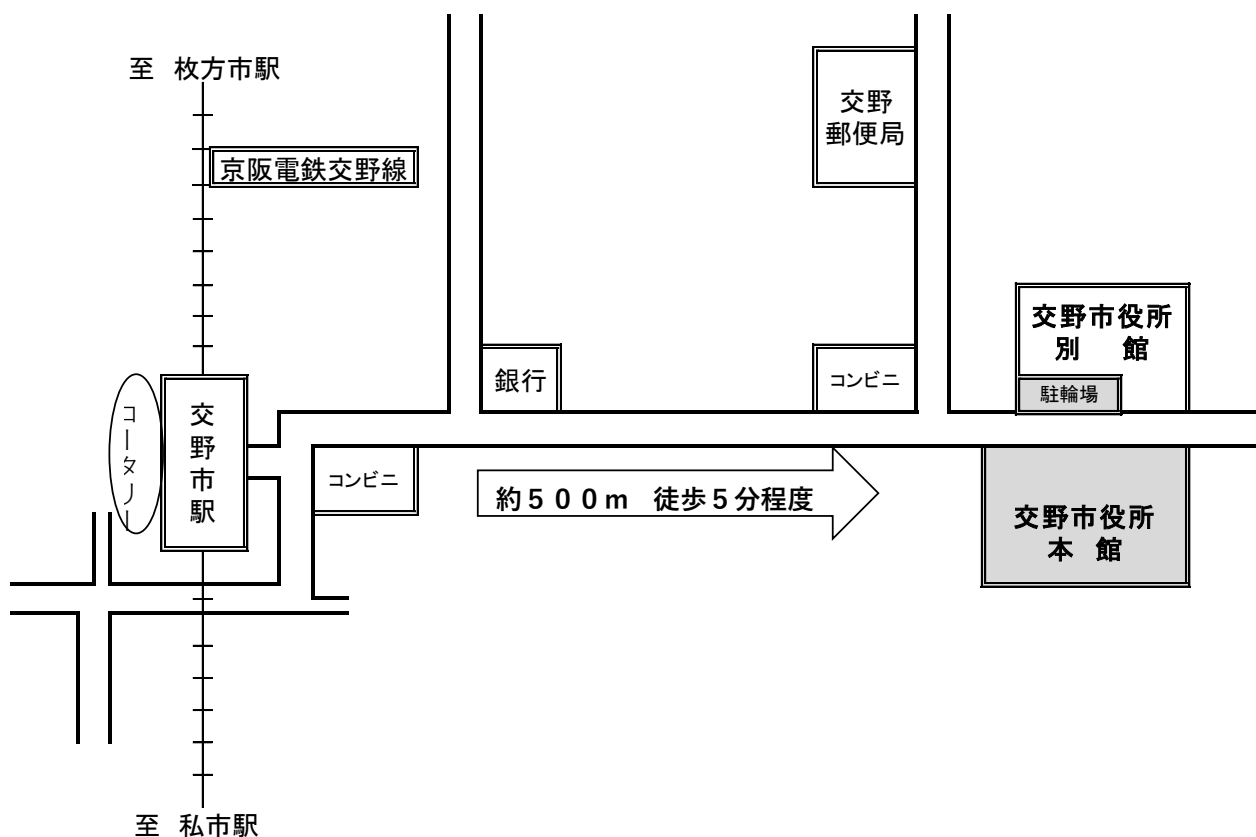 至 枚方市駅
京阪電鉄交野線
交野
郵便局
交野市役所
別 館
駐輪場
銀行
コンビニ
コータリー
交野市駅
コンビニ
約５００ｍ 徒歩５分程度
交野市役所
本 館
至 私市駅